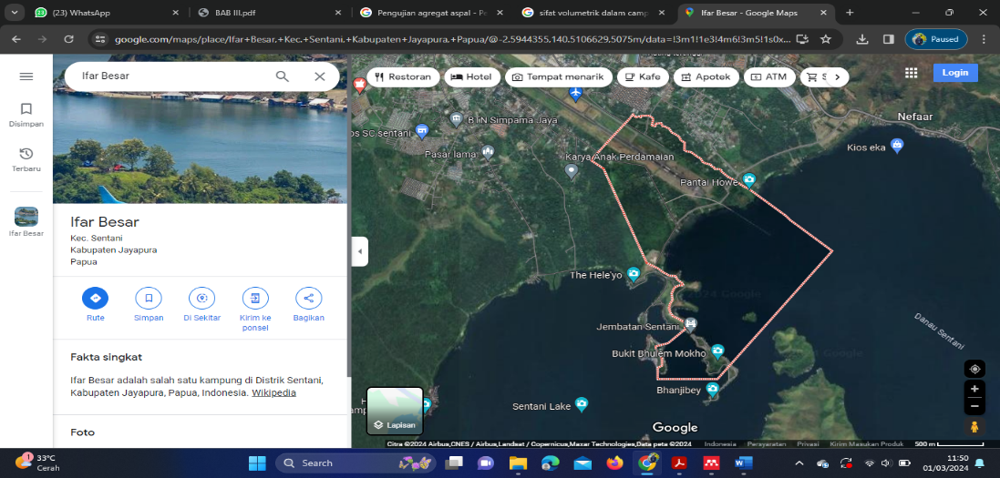 (23) WhatsApp
BAB III.pdf
Pengujian agregat aspal - Pe
sifat volumetrik dalam camp
Ifar Besar - Google Maps
google.com/maps/place/Ifar+Besar,+Kec.+Sentani,+Kabupaten+Jayapura,+Papua/@-2.5944355,140.5106629,5075m/data=!3m1!1e3!4m6!3m5!1s0x...
Paused
Ifar Besar
Restoran
Hotel
Tempat menarik
Kafe
Apotek
ATM
Login
Disimpan
Terbaru
Ifar Besar
Ifar Besar
Kec. Sentani
Kabupaten Jayapura
Papua
Rute
Simpan
Di Sekitar
Kirim ke
ponsel
Bagikan
Fakta singkat
Ifar Besar adalah salah satu kampung di Distrik Sentani,
Kabupaten Jayapura, Papua, Indonesia. Wikipedia
Foto
BTN Simpama Jaya
os SC sentani
Pasar lama
Karya Anak Perdamaian
Nefaar
Kios eka
Pantai Howe
The Hele'yo
Jembatan Sentani
Danau Sentani
Bukit Bhulem Mokho
Bhanjibey
Sentani Lake
Lapisan
Google
Citra ©2024 Airbus,CNES / Airbus,Landsat / Copernicus,Maxar Technologies,Data peta ©2024
Indonesia
Persyaratan
Privasi
Kirim Masukan Produk
500 m
1
33°C
Cerah
Search
11:50
01/03/2024